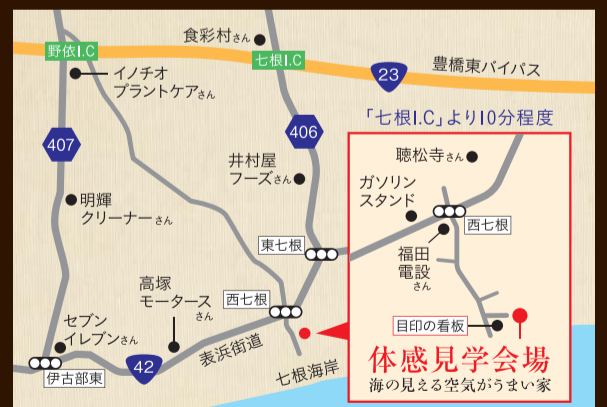 食彩村さん
野依I.C
七根I.C
イノチオ
プラントケアさん
23
豊橋東バイパス
「七根I.C」より10分程度
407
406
井村屋
フーズさん
明輝
クリーナーさん
東七根
高塚
モータース
さん
西七根
セブン
イレブンさん
伊古部東
42
表浜街道
七根海岸
聴松寺さん
ガソリン
スタンド
西七根
福田
電設
さん
目印の看板
体感見学会場
海の見える空気がうまい家